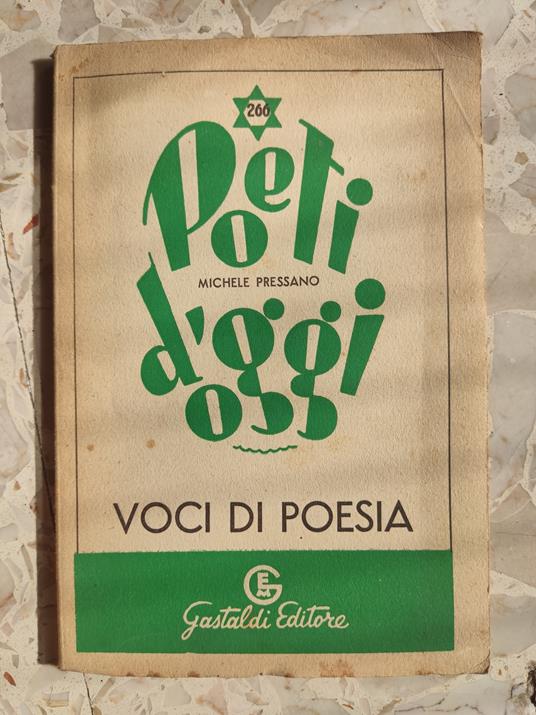 266
Poeti
MICHELE PRESSANO
d'oggi
VOCI DI POESIA
GEM
Gastaldi Editore